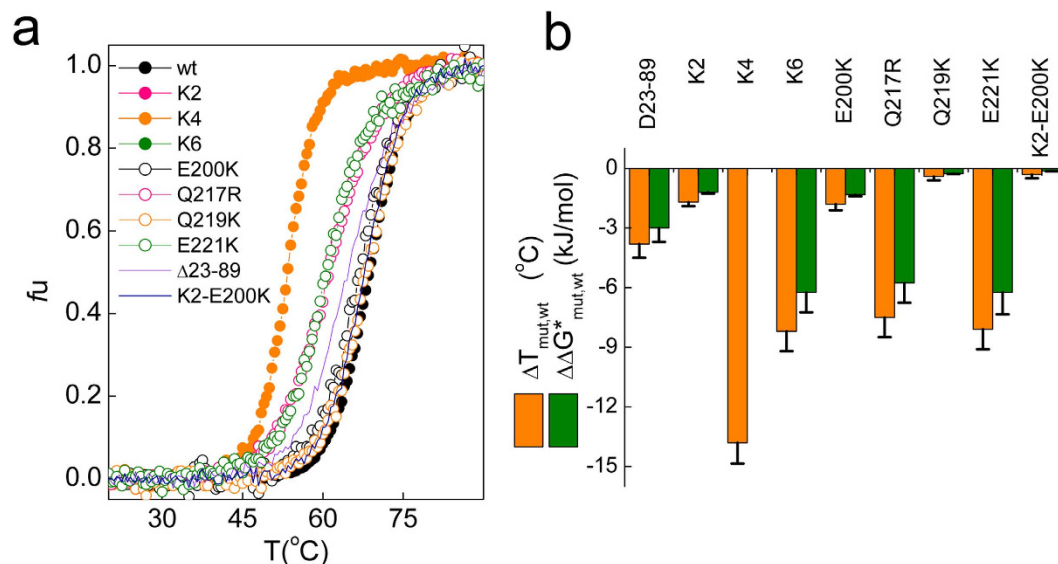 a
1.0
0.8
0.6
0.4
0.2
0.0
fu
30 45 60 75
T(°C)
wt
K2
K4
K6
E200K
Q217R
Q219K
E221K
Δ23-89
K2-E200K
b
D23-89
K2
K4
K6
E200K
Q217R
Q219K
E221K
K2-E200K
0
-3
-6
-9
-12
-15
ΔTmut,wt (°C)
ΔΔG*mut,wt (kJ/mol)